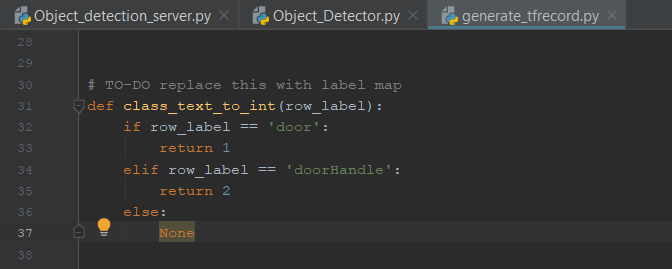 Object_detection_server.py × Object_Detector.py × generate_tfrecord.py ×
28
29
30 # TO-DO replace this with label map
31 def class_text_to_int(row_label):
32     if row_label == 'door':
33         return 1
34     elif row_label == 'doorHandle':
35         return 2
36     else:
37         None
38